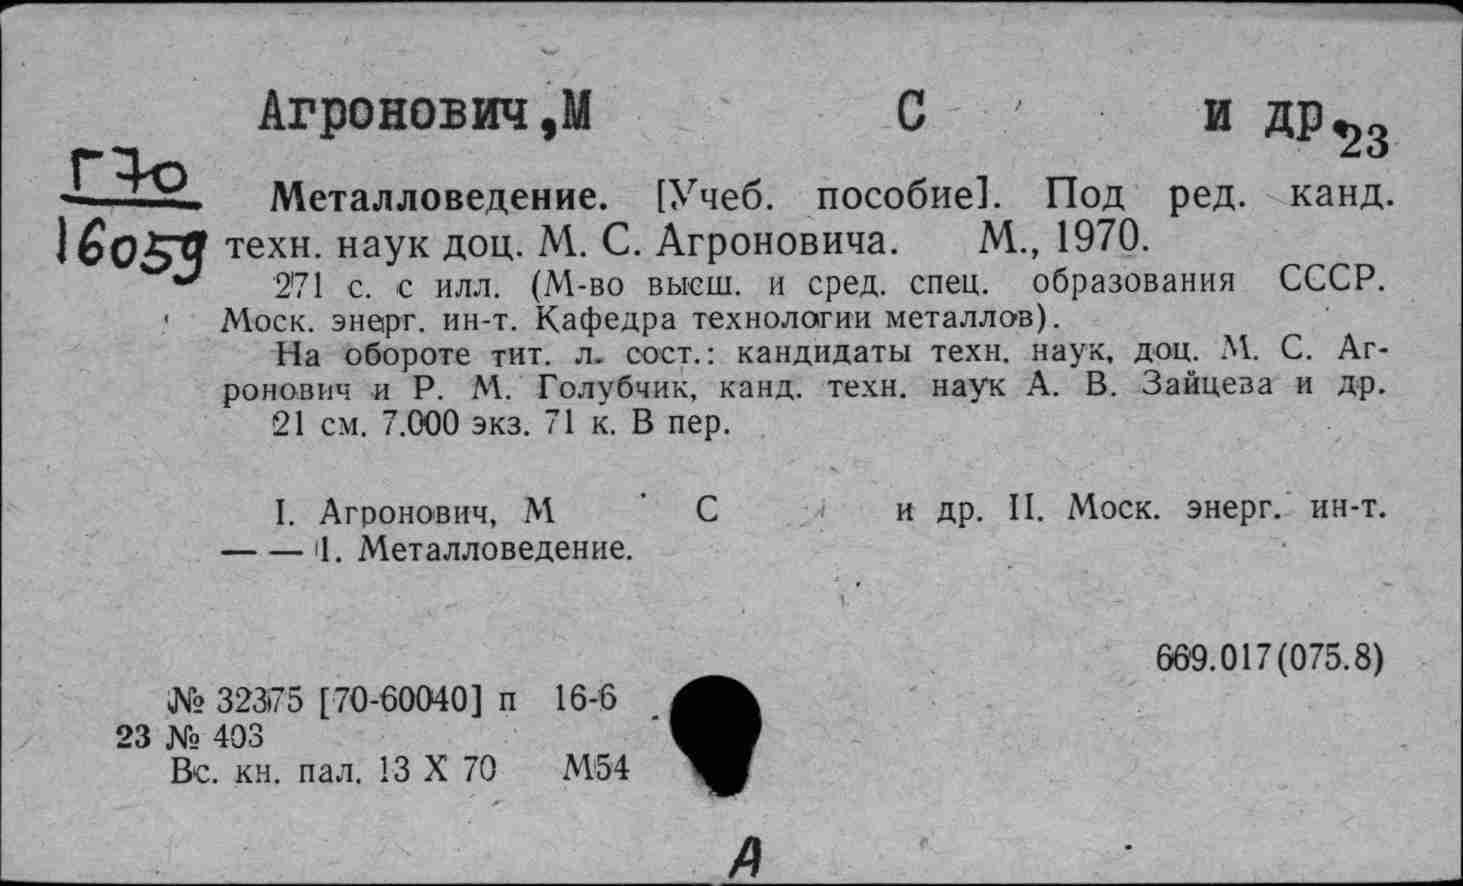 Агронович,М С и др.
23
Г70
16059
Металловедение. [Учеб. пособие]. Под ред. канд.
техн. наук доц. М. С. Агроновича. М., 1970.
271 с. с илл. (М-во высш. и сред. спец. образования СССР.
Моск. энерг. ин-т. Кафедра технологии металлов).
На обороте тит. л. сост.: кандидаты техн. наук, доц. М. С. Аг-
ронович и Р. М. Голубчик, канд. техн. наук А. В. Зайцева и др.
21 см. 7.000 экз. 71 к. В пер.
I. Агронович, М С и др. II. Моск. энерг. ин-т.
— — 1. Металловедение.
669.017(075.8)
№ 32375 [70-60040] п 16-6
23 № 403
Вс. кн. пал. 13 X 70 М54
А